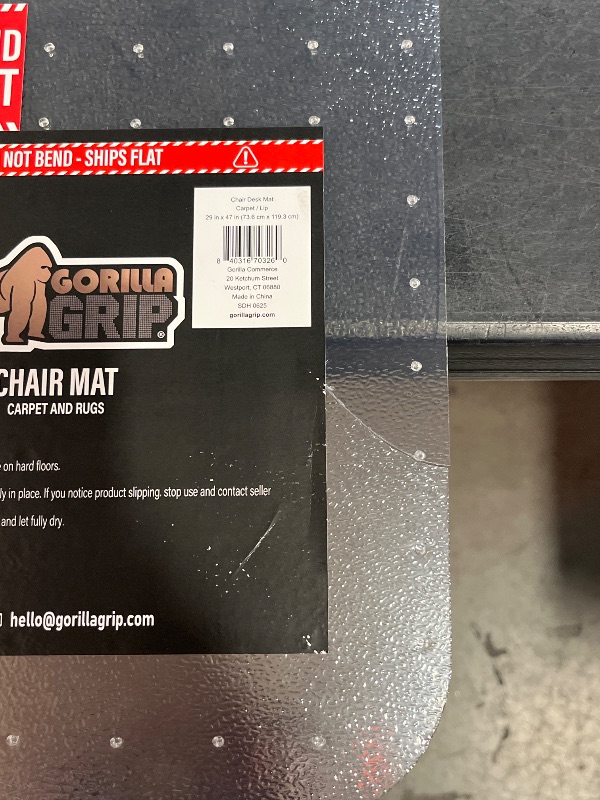 D
T
NOT BEND - SHIPS FLAT
Chair Desk Mat
Carpet / Lip
29 in x 47 in (73.6 cm x 119.3 cm)
8 40316 70326 0
Gorilla Commerce
20 Ketchum Street
Westport, CT 06880
Made in China
SDH 0625
gorillagrip.com
GORILLA
GRIP®
CHAIR MAT
CARPET AND RUGS
on hard floors.
ly in place. If you notice product slipping, stop use and contact seller
and let fully dry.
hello@gorillagrip.com